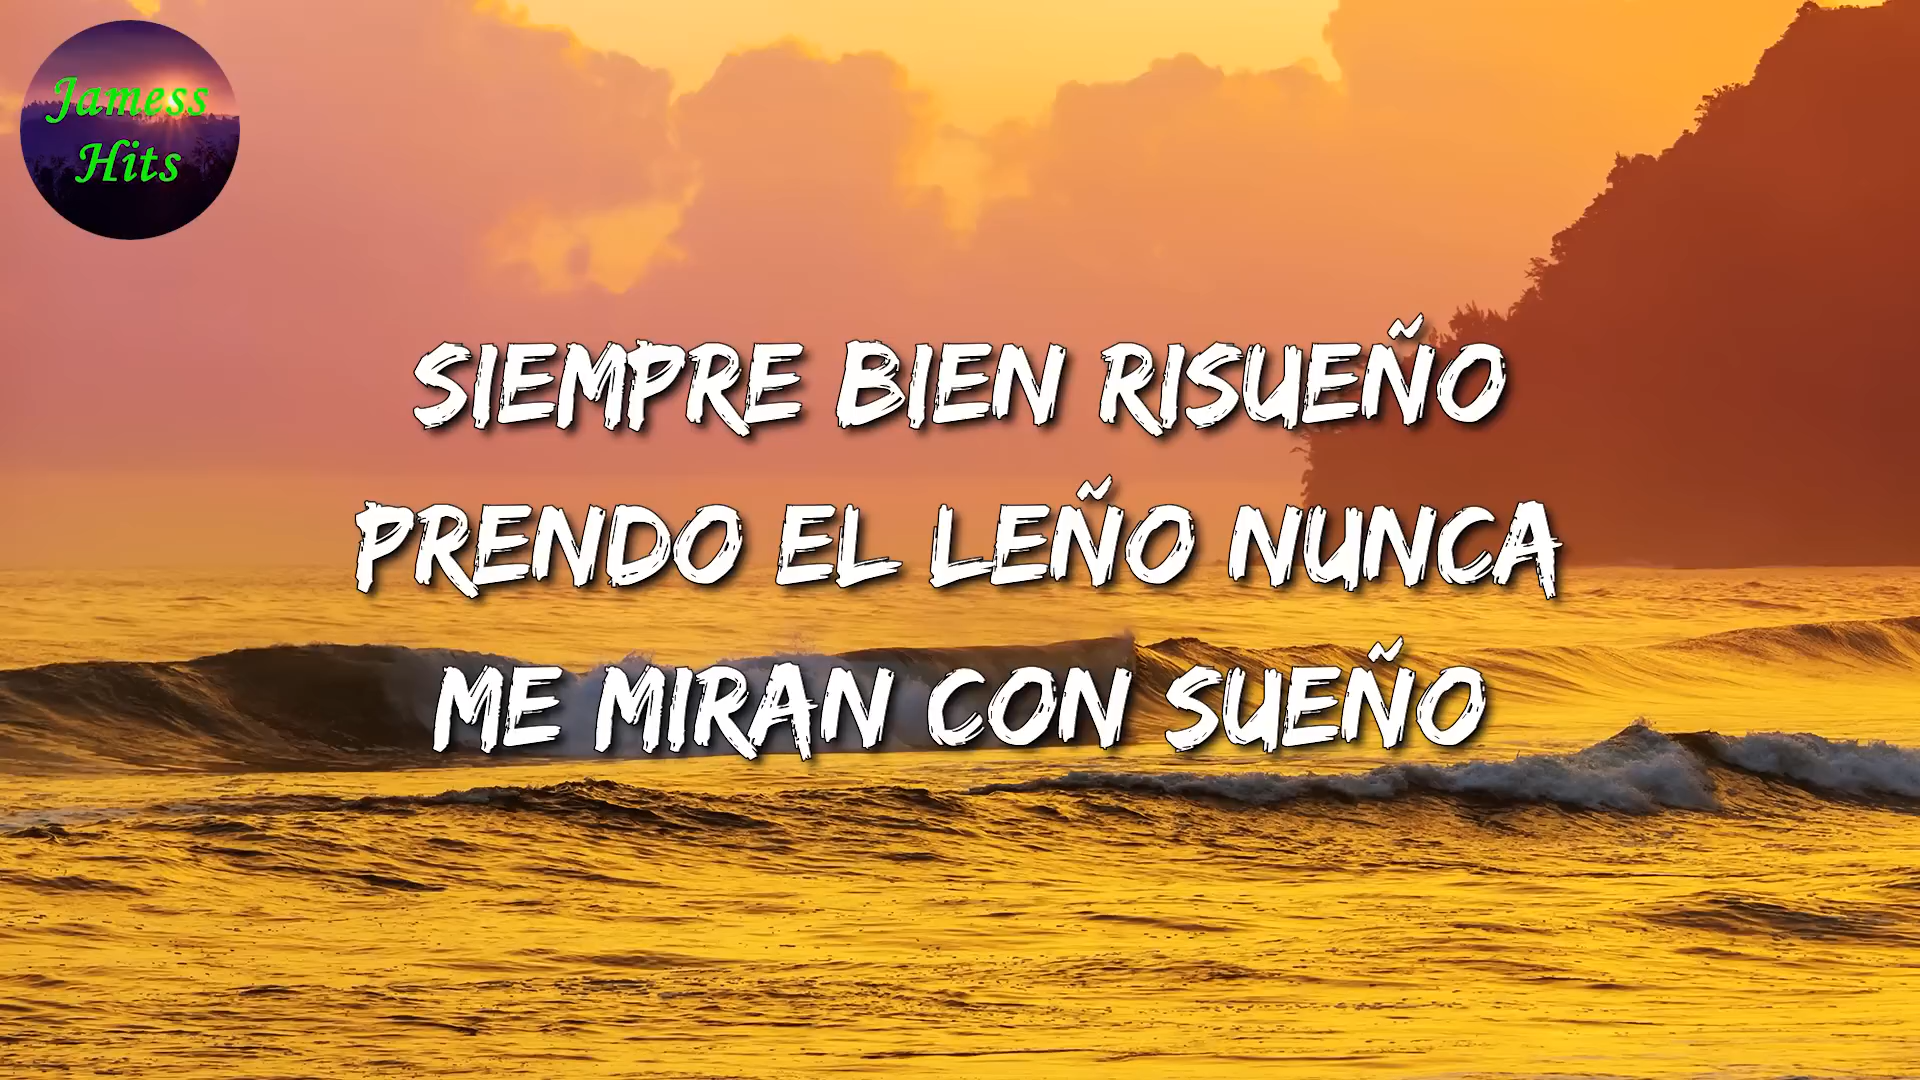 Jamess
Hits
SIEMPRE BIEN RISUEÑO
PRENDO EL LEÑO NUNCA
ME MIRAN CON SUEÑO